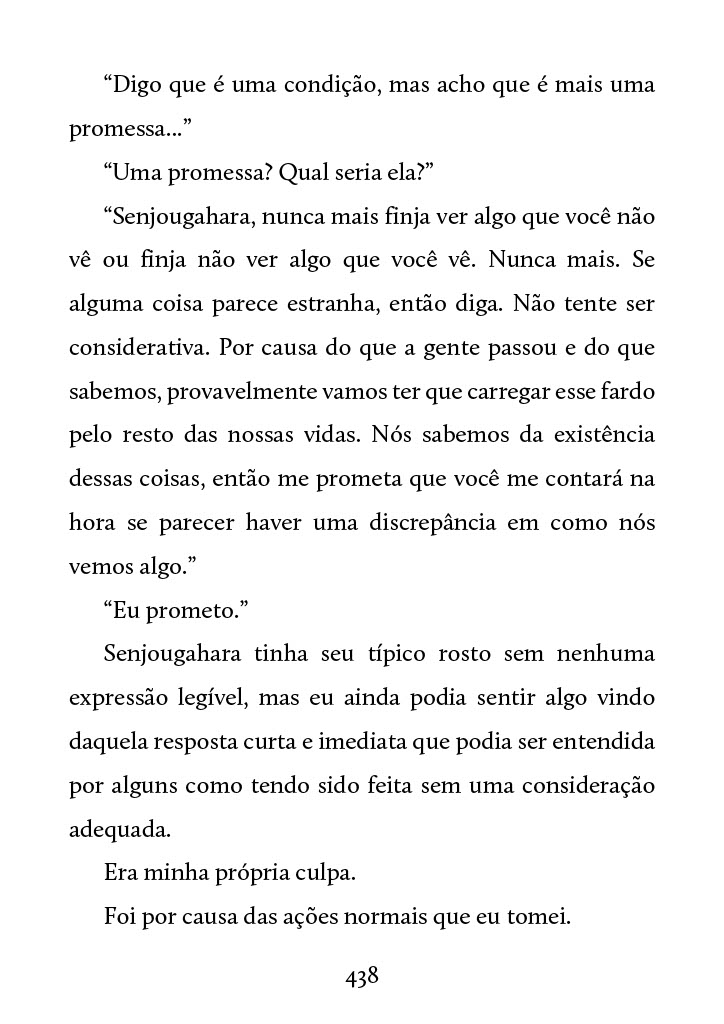 “Digo que é uma condição, mas acho que é mais uma
promessa...”
“Uma promessa? Qual seria ela?”
“Senjougahara, nunca mais finja ver algo que você não
vê ou finja não ver algo que você vê. Nunca mais. Se
alguma coisa parece estranha, então diga. Não tente ser
considerativa. Por causa do que a gente passou e do que
sabemos, provavelmente vamos ter que carregar esse fardo
pelo resto das nossas vidas. Nós sabemos da existência
dessas coisas, então me prometa que você me contará na
hora se parecer haver uma discrepância em como nós
vemos algo.”
“Eu prometo.”
Senjougahara tinha seu típico rosto sem nenhuma
expressão legível, mas eu ainda podia sentir algo vindo
daquela resposta curta e imediata que podia ser entendida
por alguns como tendo sido feita sem uma consideração
adequada.
Era minha própria culpa.
Foi por causa das ações normais que eu tomei.
438